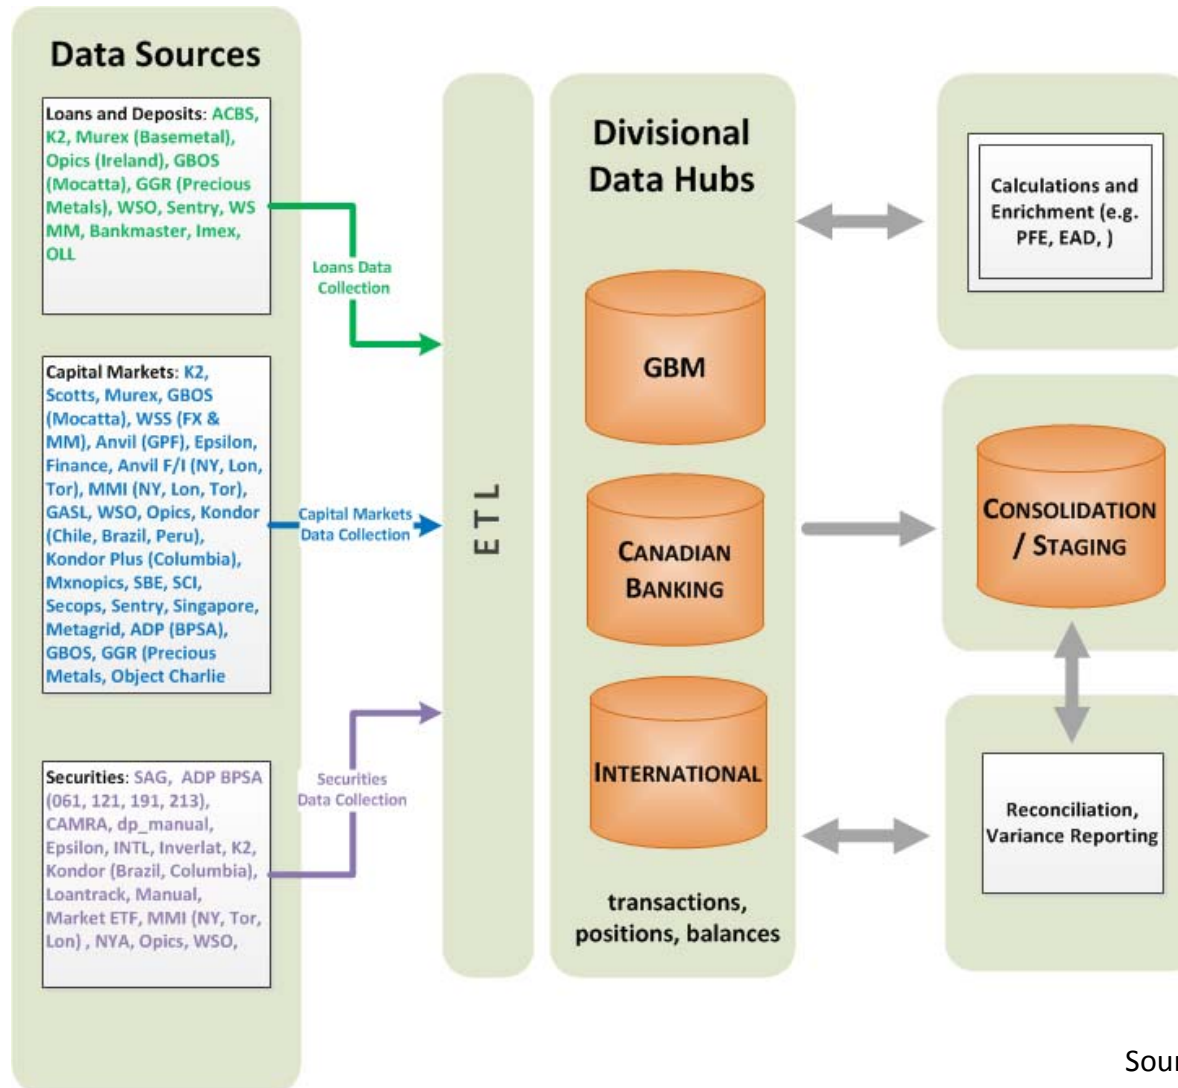 Data Sources
Loans and Deposits: ACBS,
K2, Murex (Basemetal),
Opics (Ireland), GBOS
(Mocatta), GGR (Precious
Metals), WSO, Sentry, WS
MM, Bankmaster, Imex,
OLL
Loans Data
Collection
Capital Markets: K2,
Scotts, Murex, GBOS
(Mocatta), WSS (FX &
MM), Anvil (GPF), Epsilon,
Finance, Anvil F/I (NY, Lon,
Tor), MMI (NY, Lon, Tor),
GASL, WSO, Opics, Kondor
(Chile, Brazil, Peru),
Kondor Plus (Columbia),
Mxnopics, SBE, SCI,
Secops, Sentry, Singapore,
Metagrid, ADP (BPSA),
GBOS, GGR (Precious
Metals, Object Charlie
Capital Markets
Data Collection
Securities: SAG, ADP BPSA
(061, 121, 191, 213),
CAMRA, dp_manual,
Epsilon, INTL, Inverlat, K2,
Kondor (Brazil, Columbia),
Loantrack, Manual,
Market ETF, MMI (NY, Tor,
Lon) , NYA, Opics, WSO,
Securities
Data Collection
ETL
Divisional
Data Hubs
GBM
CANADIAN
BANKING
INTERNATIONAL
transactions,
positions, balances
Calculations and
Enrichment (e.g.
PFE, EAD, )
CONSOLIDATION
/ STAGING
Reconciliation,
Variance Reporting
Sour